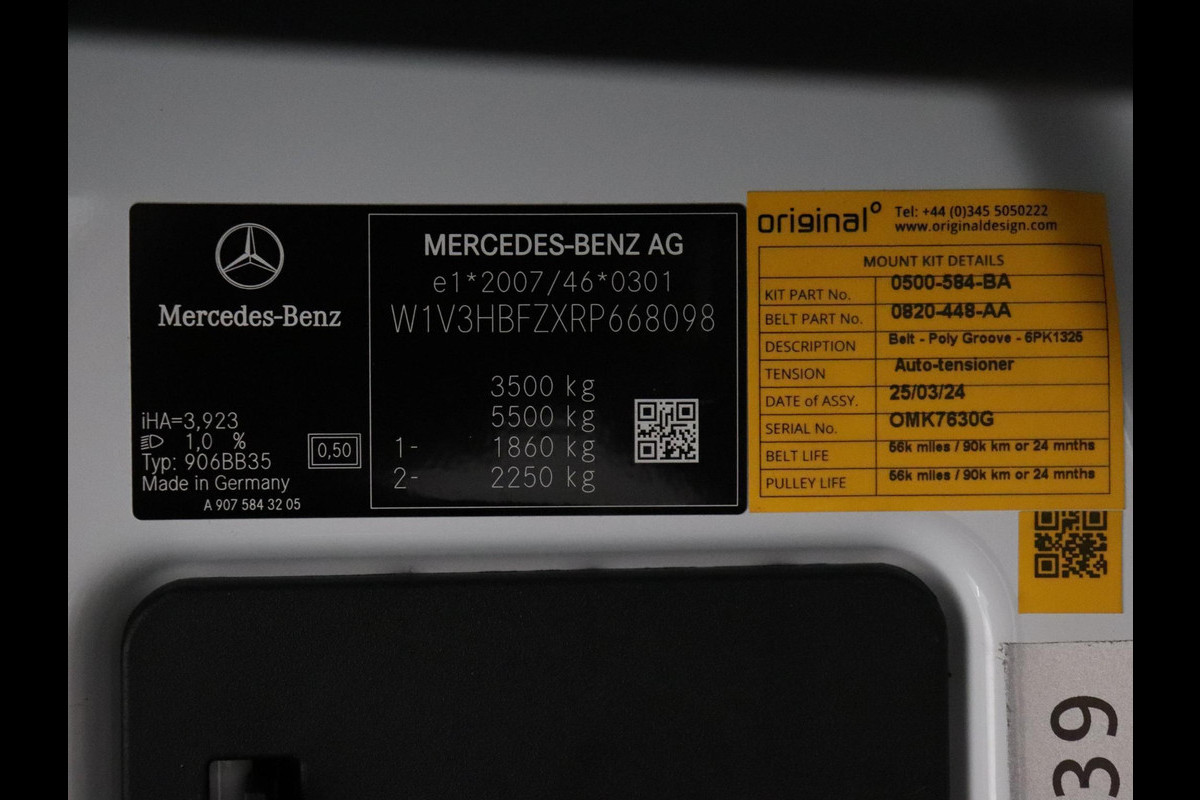 Mercedes-Benz
iHA=3,923
1,0 %
Typ: 906BB35
Made in Germany
A 907 584 32 05
0,50
MERCEDES-BENZ AG
e1*2007/46*0301
W1V3HBFZXRP668098
3500 kg
5500 kg
1- 1860 kg
2- 2250 kg
original°
Tel: +44 (0)345 5050222
www.originaldesign.com
MOUNT KIT DETAILS
KIT PART No. 0500-584-BA
BELT PART No. 0820-448-AA
DESCRIPTION Belt - Poly Groove - 6PK1325
TENSION Auto-tensioner
DATE of ASSY. 25/03/24
SERIAL No. OMK7630G
BELT LIFE 56k miles / 90k km or 24 mnths
PULLEY LIFE 56k miles / 90k km or 24 mnths
39